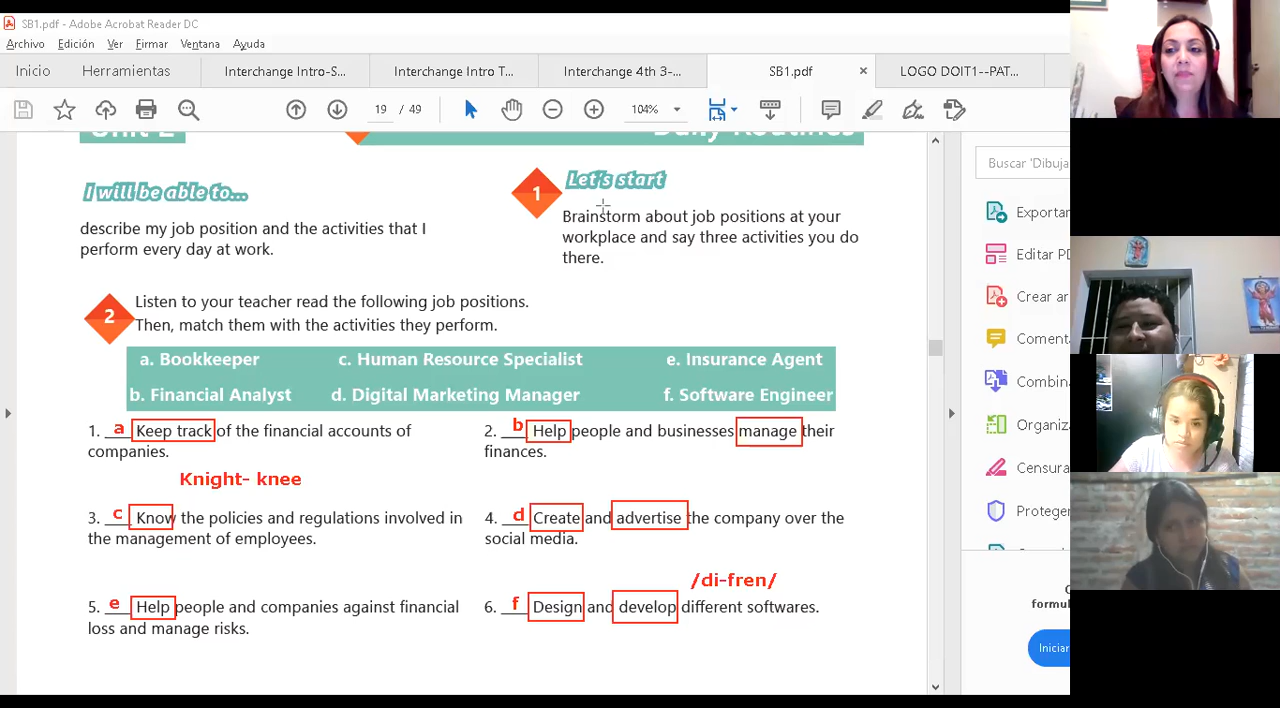 SB1.pdf - Adobe Acrobat Reader DC
Archivo Edición Ver Firmar Ventana Ayuda
Inicio Herramientas Interchange Intro-S... Interchange Intro T... Interchange 4th 3-... SB1.pdf × LOGO DOIT1--PAT...
19 / 49 104%
Unit 2 Daily Routines
I will be able to...
describe my job position and the activities that I
perform every day at work.
1 Let's start
Brainstorm about job positions at your
workplace and say three activities you do
there.
2 Listen to your teacher read the following job positions.
Then, match them with the activities they perform.
a. Bookkeeper c. Human Resource Specialist e. Insurance Agent
b. Financial Analyst d. Digital Marketing Manager f. Software Engineer
1. a Keep track of the financial accounts of
companies.
2. b Help people and businesses manage their
finances.
Knight- knee
3. c Know the policies and regulations involved in
the management of employees.
4. d Create and advertise the company over the
social media.
/di-fren/
5. e Help people and companies against financial
loss and manage risks.
6. f Design and develop different softwares.
Buscar 'Dibuja
Exportar
Editar PD
Crear ar
Coment
Combin
Organiz
Censura
Proteger
formul
Iniciar